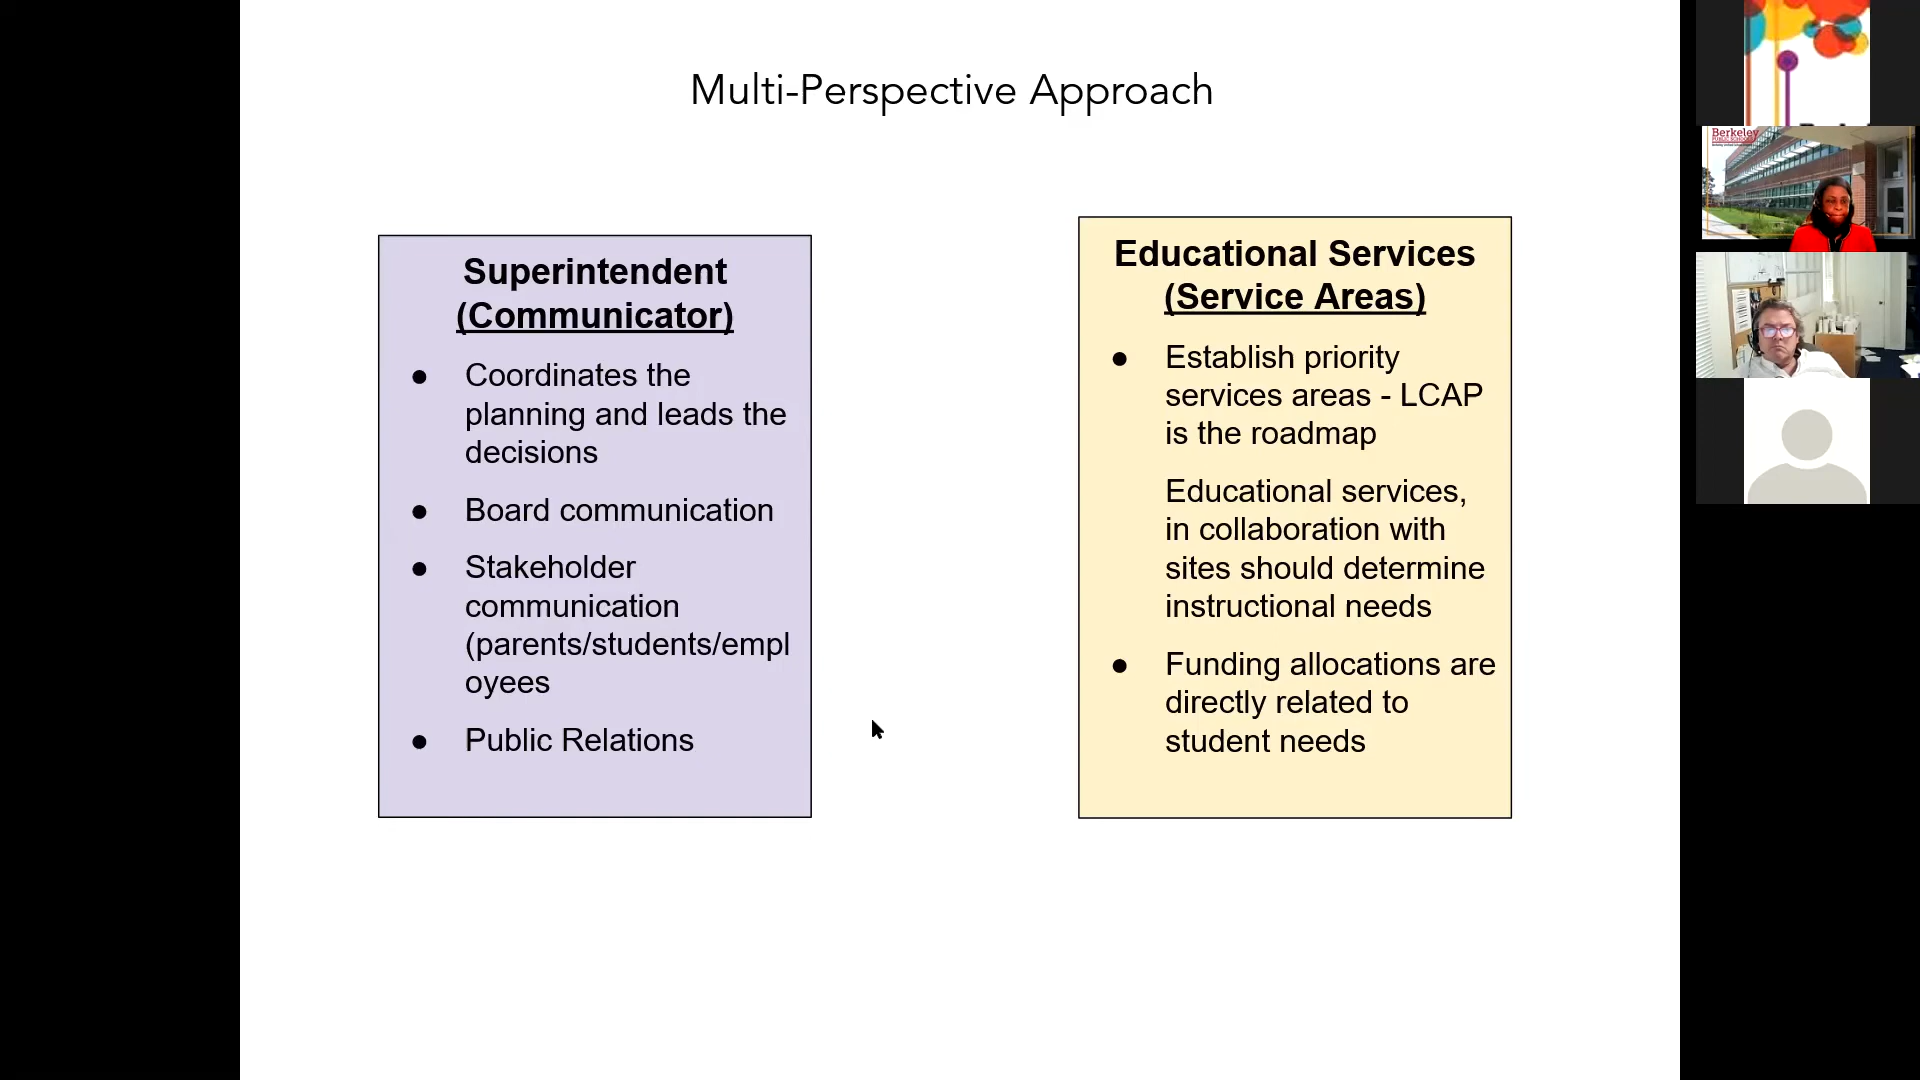 Multi-Perspective Approach
Superintendent
(Communicator)
● Coordinates the
planning and leads the
decisions
● Board communication
● Stakeholder
communication
(parents/students/empl
oyees
● Public Relations
Educational Services
(Service Areas)
● Establish priority
services areas - LCAP
is the roadmap
Educational services,
in collaboration with
sites should determine
instructional needs
● Funding allocations are
directly related to
student needs
Berkeley